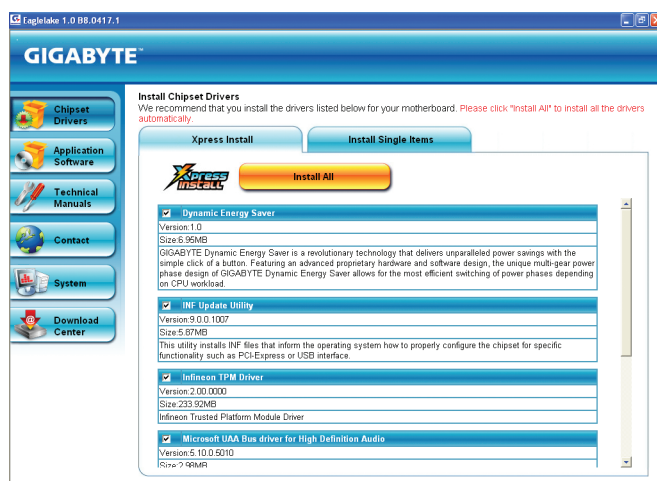 Eaglelake 1.0 B8.0417.1
GIGABYTE™
Chipset
Drivers
Application
Software
Technical
Manuals
Contact
System
Download
Center
Install Chipset Drivers
We recommend that you install the drivers listed below for your motherboard. Please click "Install All" to install all the drivers
automatically.
Xpress Install
Install Single Items
Xpress
Install
Install All
Dynamic Energy Saver
Version:1.0
Size:6.95MB
GIGABYTE Dynamic Energy Saver is a revolutionary technology that delivers unparalleled power savings with the
simple click of a button. Featuring an advanced proprietary hardware and software design, the unique multi-gear power
phase design of GIGABYTE Dynamic Energy Saver allows for the most efficient switching of power phases depending
on CPU workload.
INF Update Utility
Version:9.0.0.1007
Size:5.87MB
This utility installs INF files that inform the operating system how to properly configure the chipset for specific
functionality such as PCI-Express or USB interface.
Infineon TPM Driver
Version:2.00.0000
Size:233.92MB
Infineon Trusted Platform Module Driver
Microsoft UAA Bus driver for High Definition Audio
Version:5.10.0.5010
Size:2.98MB